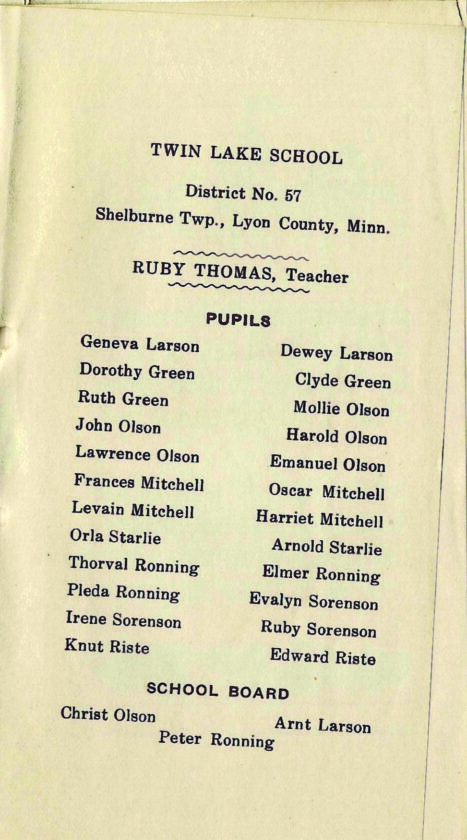 TWIN LAKE SCHOOL
District No. 57
Shelburne Twp., Lyon County, Minn.
RUBY THOMAS, Teacher
PUPILS
Geneva Larson Dewey Larson
Dorothy Green Clyde Green
Ruth Green Mollie Olson
John Olson Harold Olson
Lawrence Olson Emanuel Olson
Frances Mitchell Oscar Mitchell
Levain Mitchell Harriet Mitchell
Orla Starlie Arnold Starlie
Thorval Ronning Elmer Ronning
Pleda Ronning Evalyn Sorenson
Irene Sorenson Ruby Sorenson
Knut Riste Edward Riste
SCHOOL BOARD
Christ Olson Arnt Larson
Peter Ronning